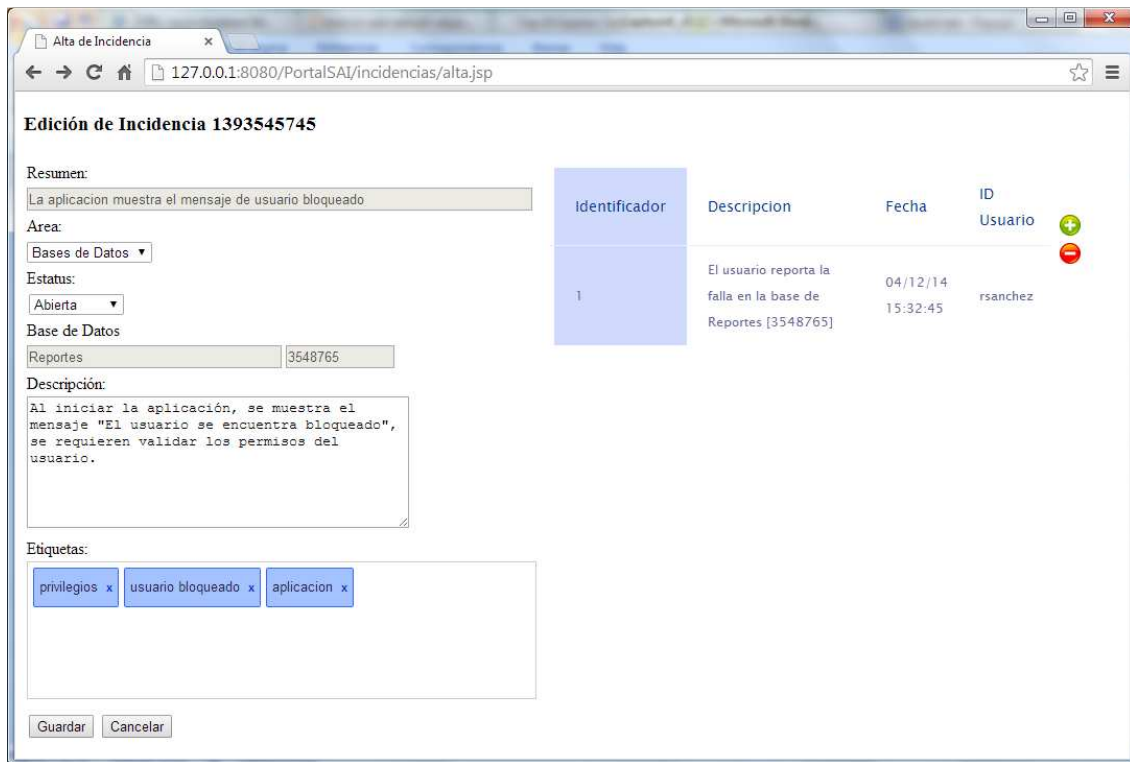 Alta de Incidencia
127.0.0.1:8080/PortalSAI/incidencias/alta.jsp
Edición de Incidencia 1393545745
Resumen:
La aplicacion muestra el mensaje de usuario bloqueado
Area:
Bases de Datos
Estatus:
Abierta
Base de Datos
Reportes 3548765
Descripción:
Al iniciar la aplicación, se muestra el
mensaje "El usuario se encuentra bloqueado",
se requieren validar los permisos del
usuario.
Etiquetas:
privilegios x usuario bloqueado x aplicacion x
Guardar Cancelar
Identificador Descripcion Fecha ID
Usuario
1 El usuario reporta la
falla en la base de
Reportes [3548765]
04/12/14
15:32:45
rsanchez